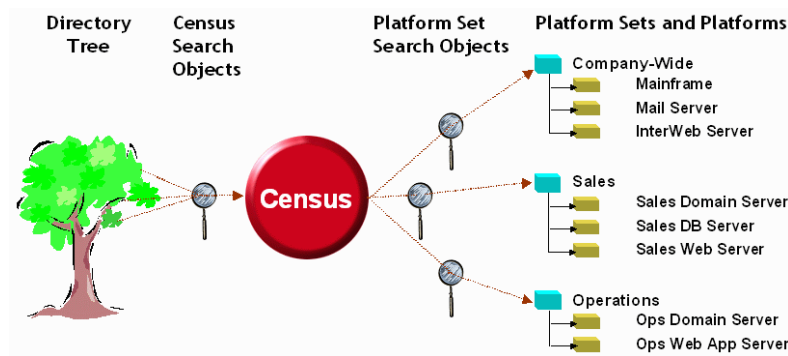 Directory
Tree
Census
Search
Objects
Platform Set
Search Objects
Platform Sets and Platforms
Census
Company-Wide
Mainframe
Mail Server
InterWeb Server
Sales
Sales Domain Server
Sales DB Server
Sales Web Server
Operations
Ops Domain Server
Ops Web App Server